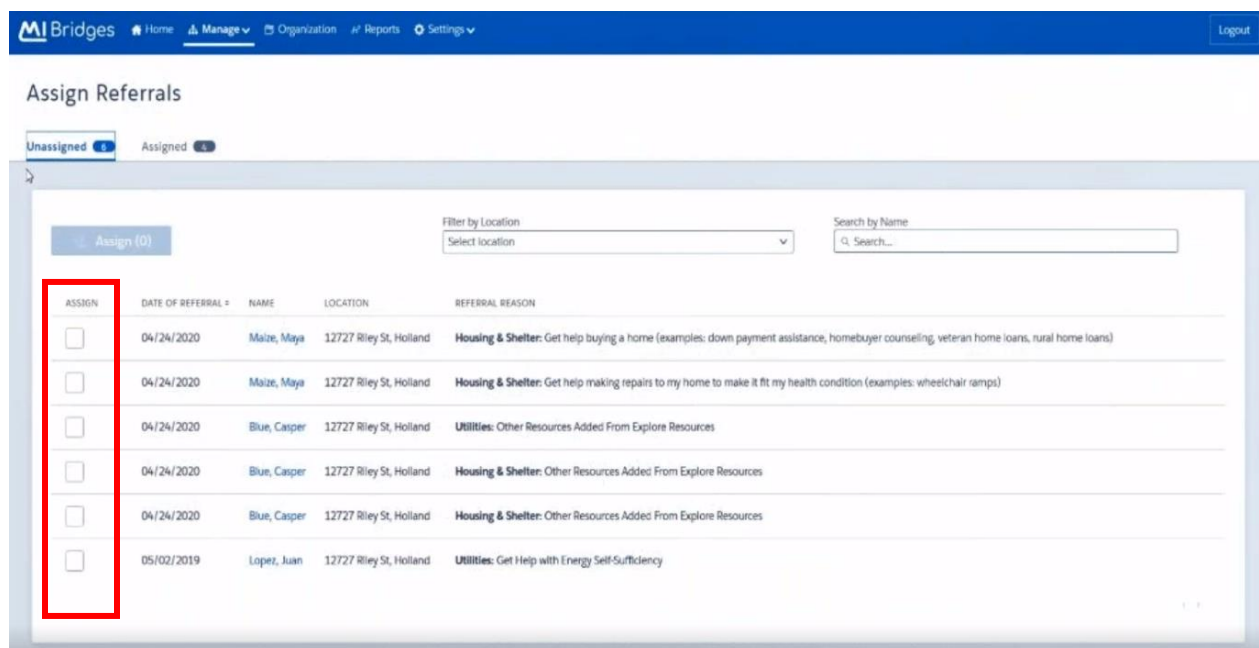 MI Bridges Home Manage Organization Reports Settings Logout
Assign Referrals
Unassigned 6 Assigned 4
Filter by Location Search by Name
Assign (0) Select location Search...
ASSIGN DATE OF REFERRAL NAME LOCATION REFERRAL REASON
04/24/2020 Maize, Maya 12727 Riley St, Holland Housing & Shelter: Get help buying a home (examples: down payment assistance, homebuyer counseling, veteran home loans, rural home loans)
04/24/2020 Maize, Maya 12727 Riley St, Holland Housing & Shelter: Get help making repairs to my home to make it fit my health condition (examples: wheelchair ramps)
04/24/2020 Blue, Casper 12727 Riley St, Holland Utilities: Other Resources Added From Explore Resources
04/24/2020 Blue, Casper 12727 Riley St, Holland Housing & Shelter: Other Resources Added From Explore Resources
04/24/2020 Blue, Casper 12727 Riley St, Holland Housing & Shelter: Other Resources Added From Explore Resources
05/02/2019 Lopez, Juan 12727 Riley St, Holland Utilities: Get Help with Energy Self-Sufficiency